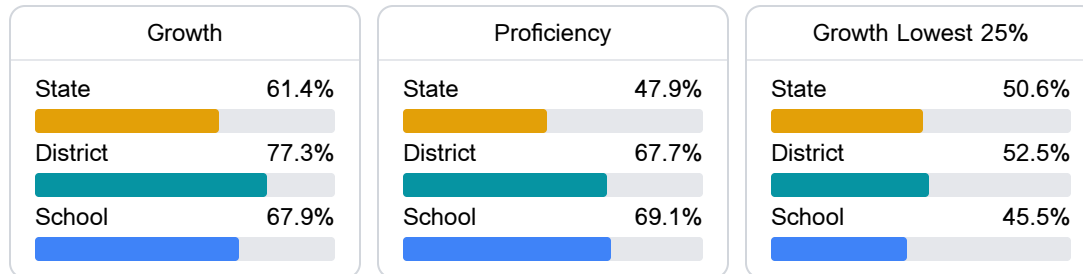 Growth
State 61.4%
District 77.3%
School 67.9%
Proficiency
State 47.9%
District 67.7%
School 69.1%
Growth Lowest 25%
State 50.6%
District 52.5%
School 45.5%